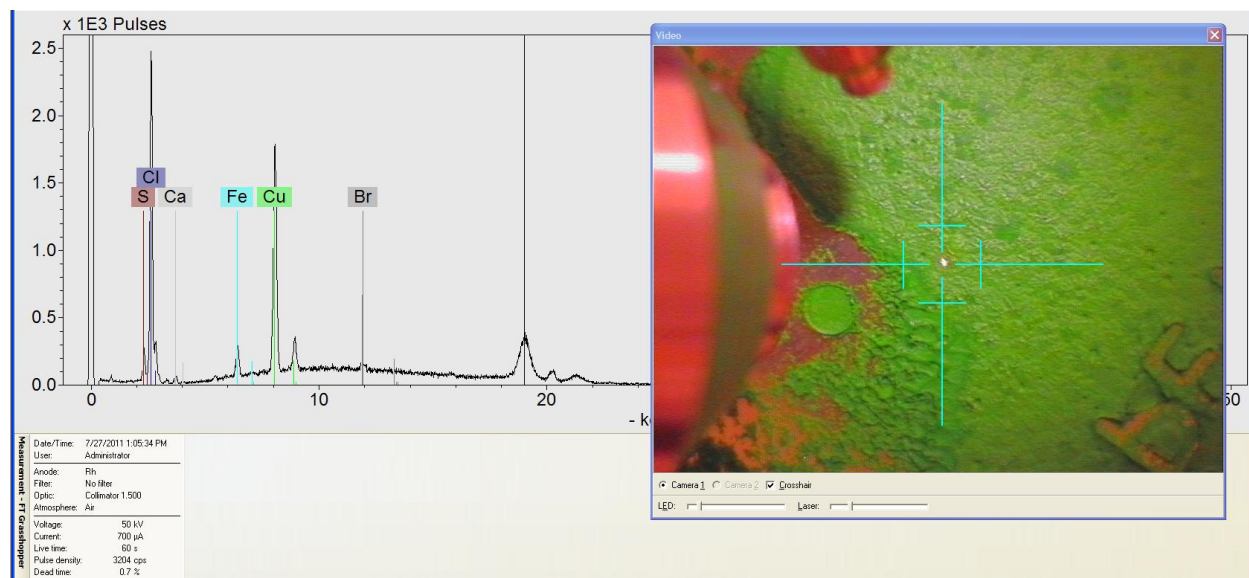 x 1E3 Pulses
2.5
2.0
1.5
1.0
0.5
0.0
Cl
S Ca Fe Cu Br
0 10 20
Video
Camera 1 Camera 2 Crosshair
LED: Laser:
Measurement - FT Grasshopper
Date/Time: 7/27/2011 1:05:34 PM
User: Administrator
Anode: Rh
Filter: No filter
Optic: Collimator 1.500
Atmosphere: Air
Voltage: 50 kV
Current: 700 µA
Live time: 60 s
Pulse density: 3204 cps
Dead time: 0.7 %